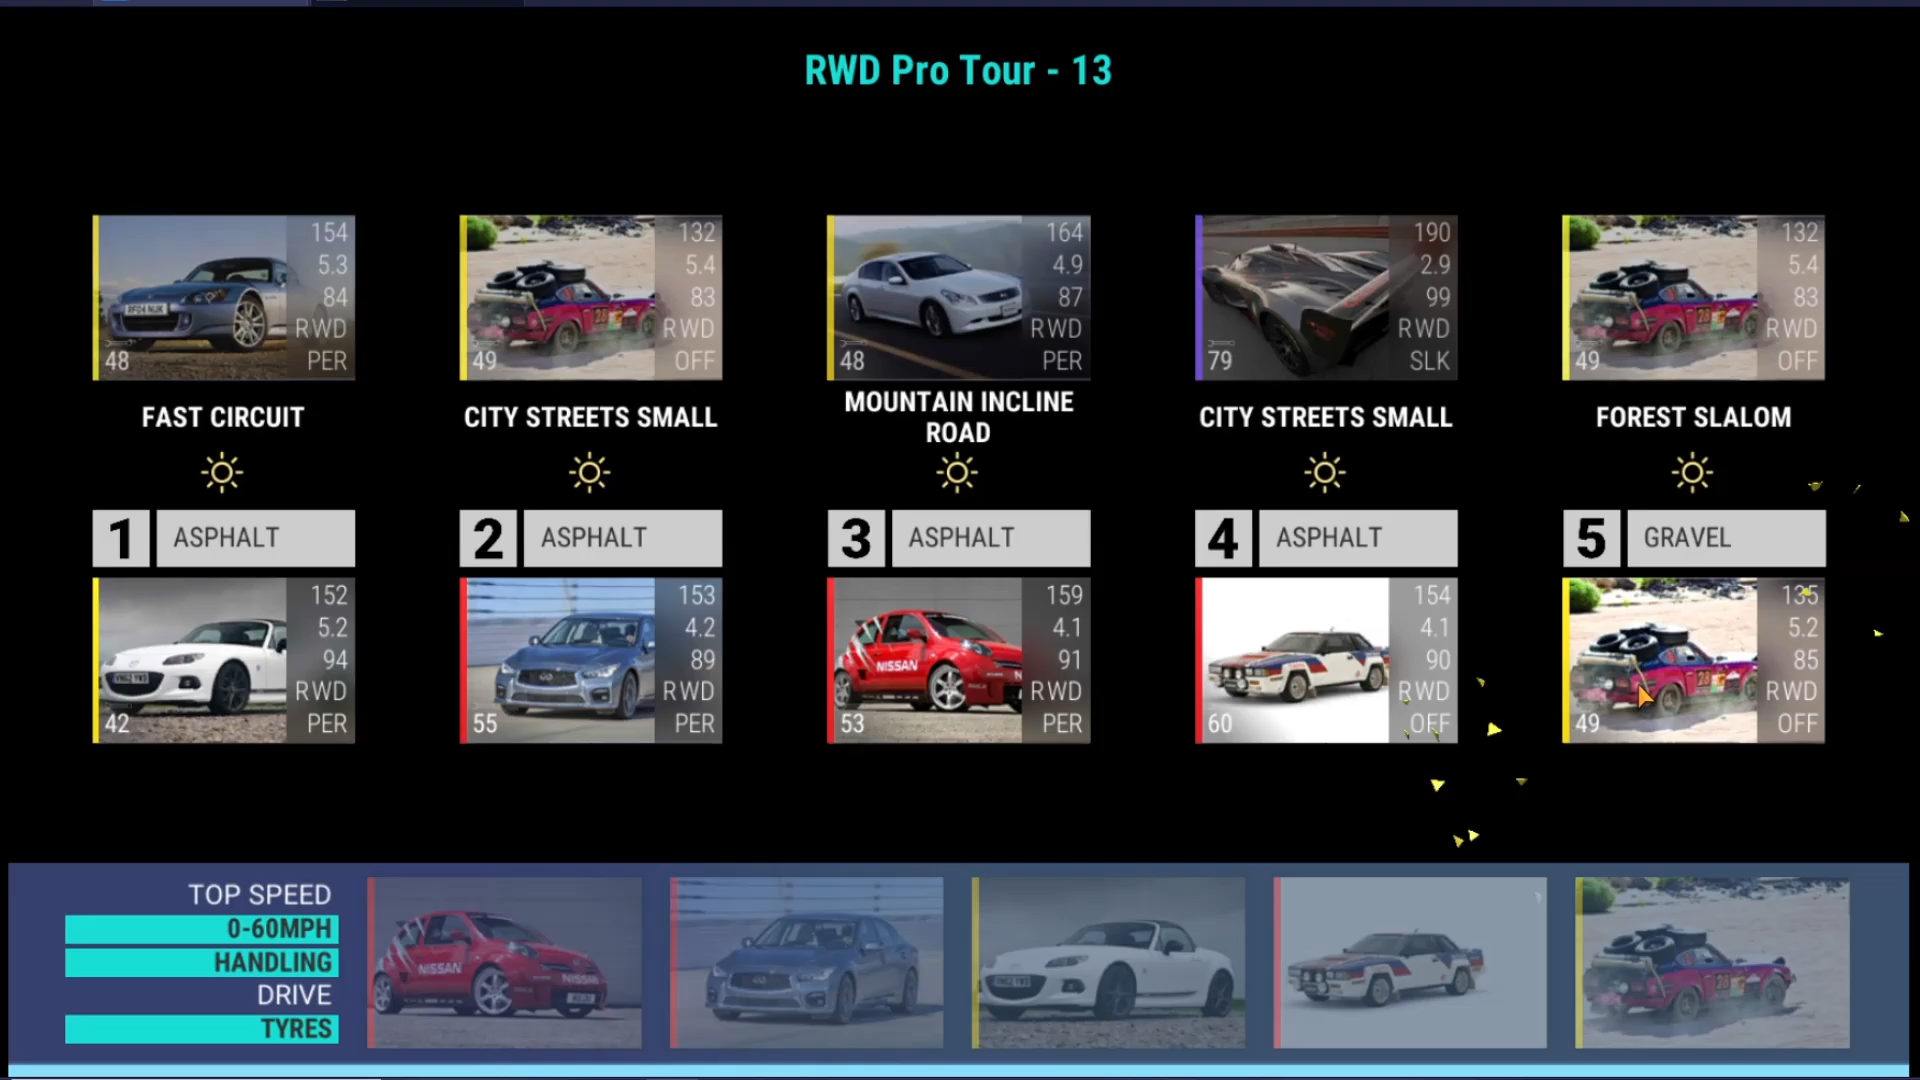 RWD Pro Tour - 13
154
5.3
84
RWD
PER
48
132
5.4
83
RWD
OFF
49
164
4.9
87
RWD
PER
48
190
2.9
99
RWD
SLK
79
132
5.4
83
RWD
OFF
49
FAST CIRCUIT
CITY STREETS SMALL
MOUNTAIN INCLINE
ROAD
CITY STREETS SMALL
FOREST SLALOM
1 ASPHALT
2 ASPHALT
3 ASPHALT
4 ASPHALT
5 GRAVEL
152
5.2
94
RWD
PER
42
153
4.2
89
RWD
PER
55
NISSAN
159
4.1
91
RWD
PER
53
154
4.1
90
RWD
OFF
60
135
5.2
85
RWD
OFF
49
TOP SPEED
0-60MPH
HANDLING
DRIVE
TYRES
NISSAN
NISSAN